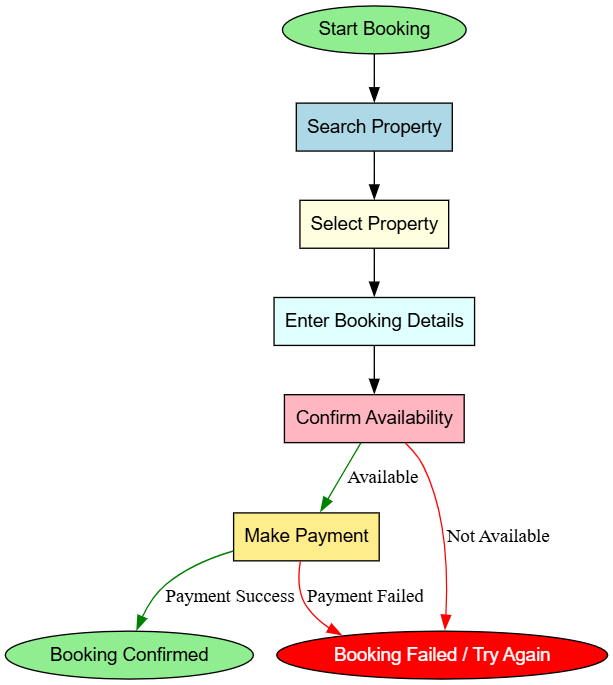 Start Booking
Search Property
Select Property
Enter Booking Details
Confirm Availability
Available
Not Available
Make Payment
Payment Success
Payment Failed
Booking Confirmed
Booking Failed / Try Again